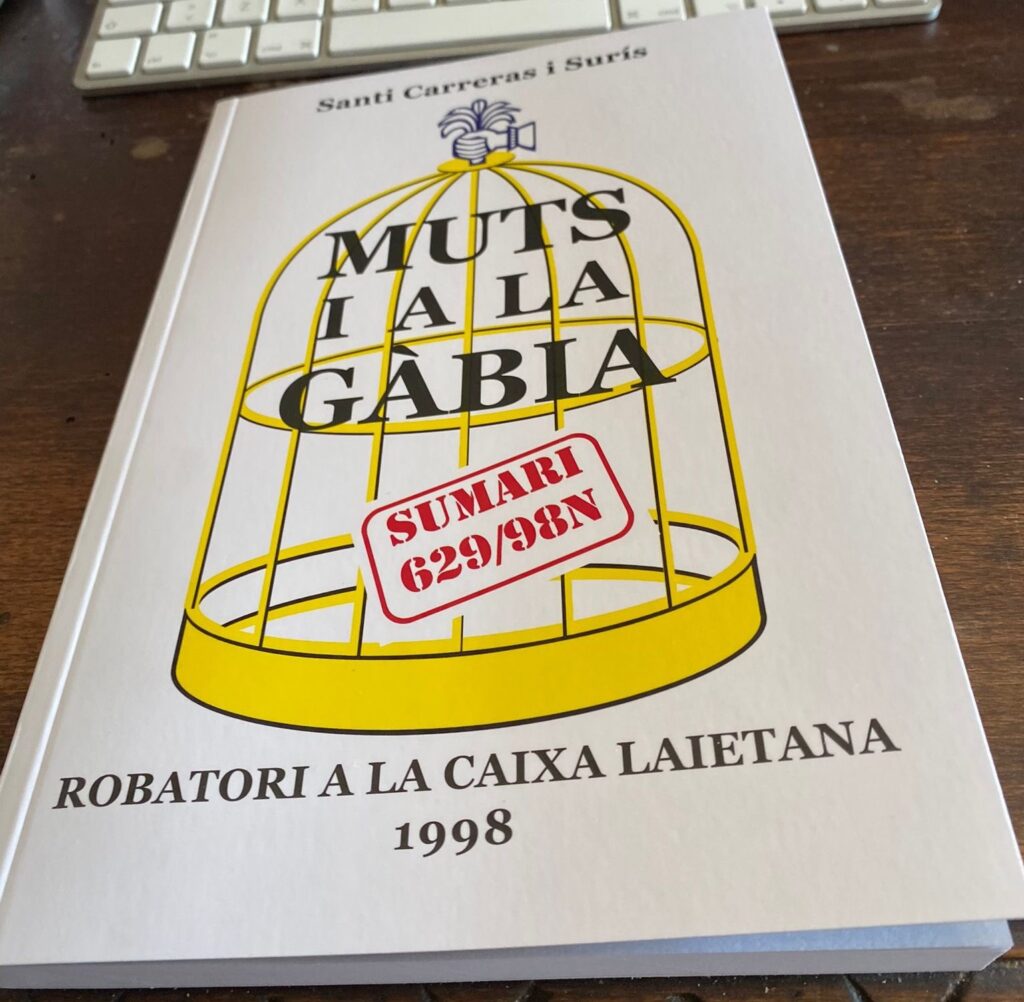 Santi Carreras i Surís
MUTS
I A LA
GÀBIA
SUMARI
629/98N
ROBATORI A LA CAIXA LAIETANA
1998